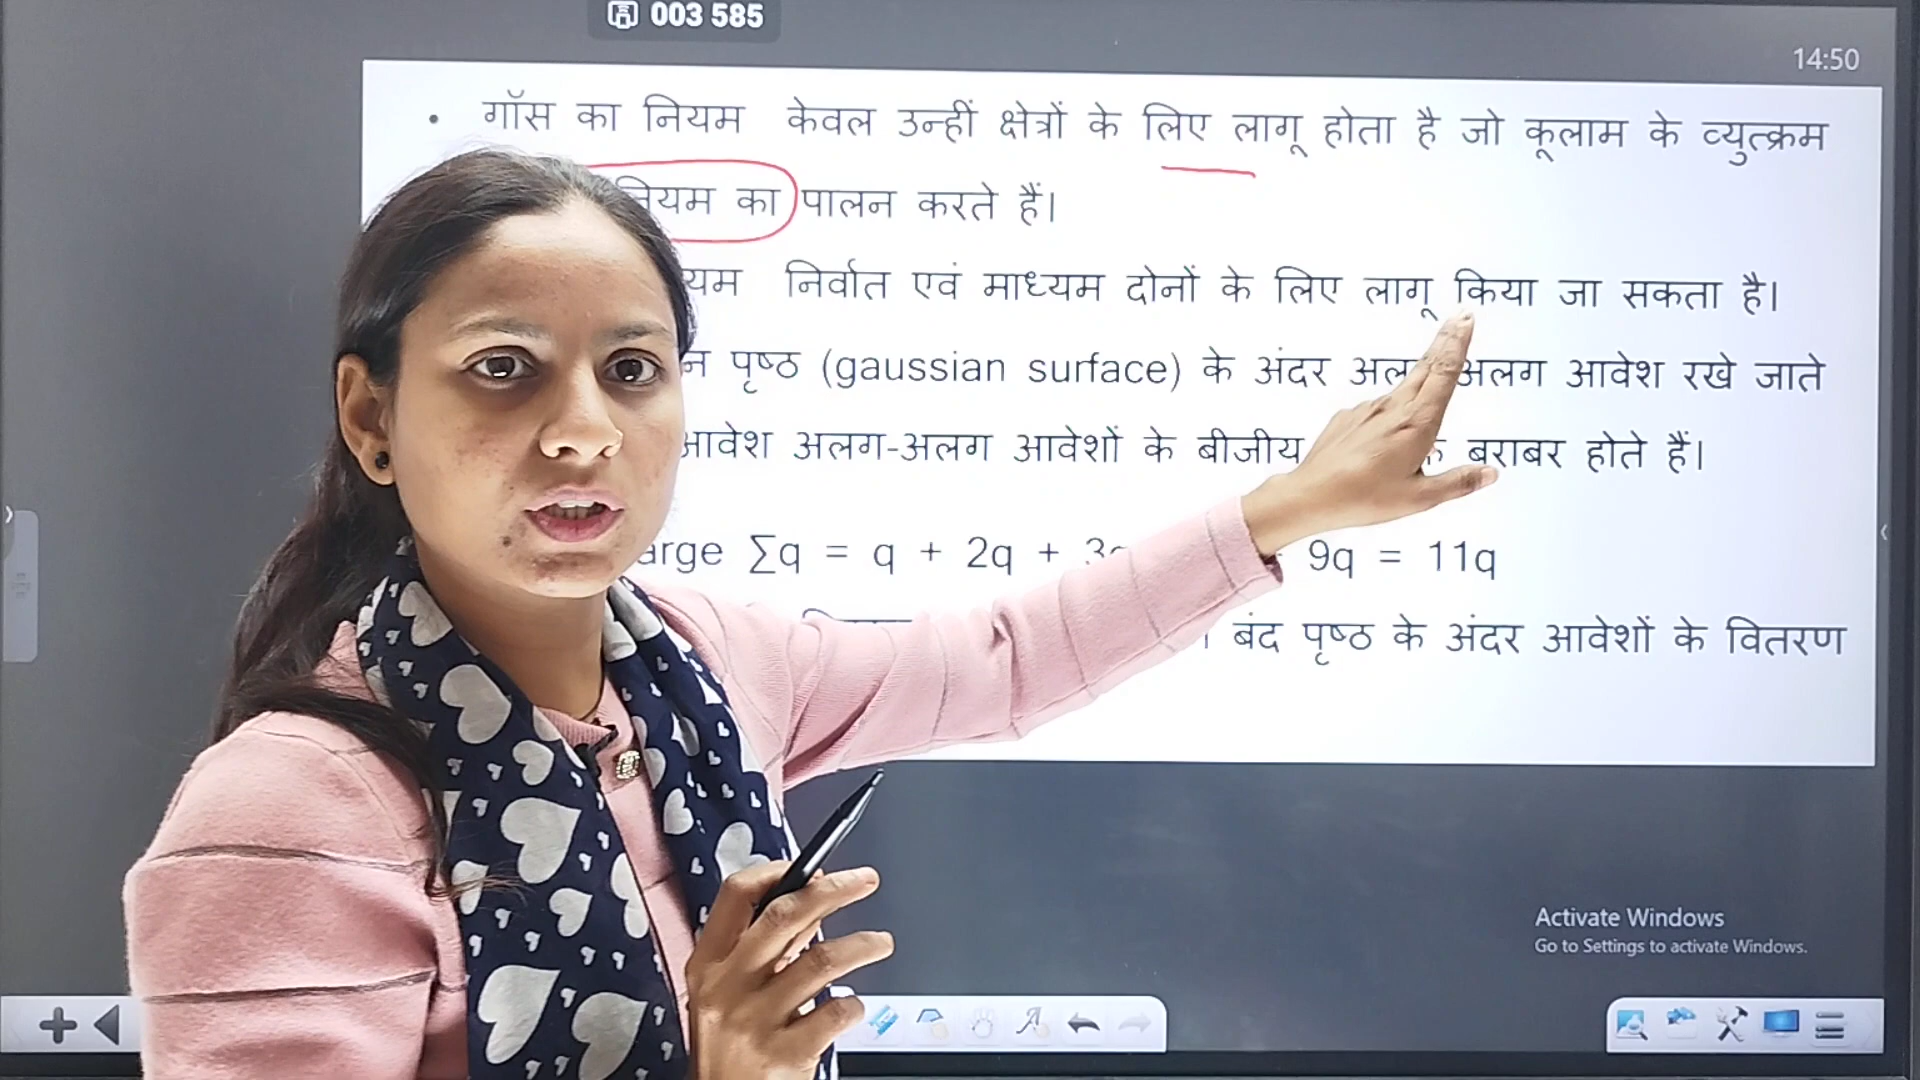 003 585
14:50
• गॉस का नियम केवल उन्हीं क्षेत्रों के लिए लागू होता है जो कूलाम के व्युत्क्रम
नियम का पालन करते हैं।
निर्वात एवं माध्यम दोनों के लिए लागू किया जा सकता है।
पृष्ठ (gaussian surface) के अंदर अलग अलग आवेश रखे जाते
आवेश अलग-अलग आवेशों के बीजीय बराबर होते हैं।
∑q = q + 2q + 9q = 11q
बंद पृष्ठ के अंदर आवेशों के वितरण
Activate Windows
Go to Settings to activate Windows.